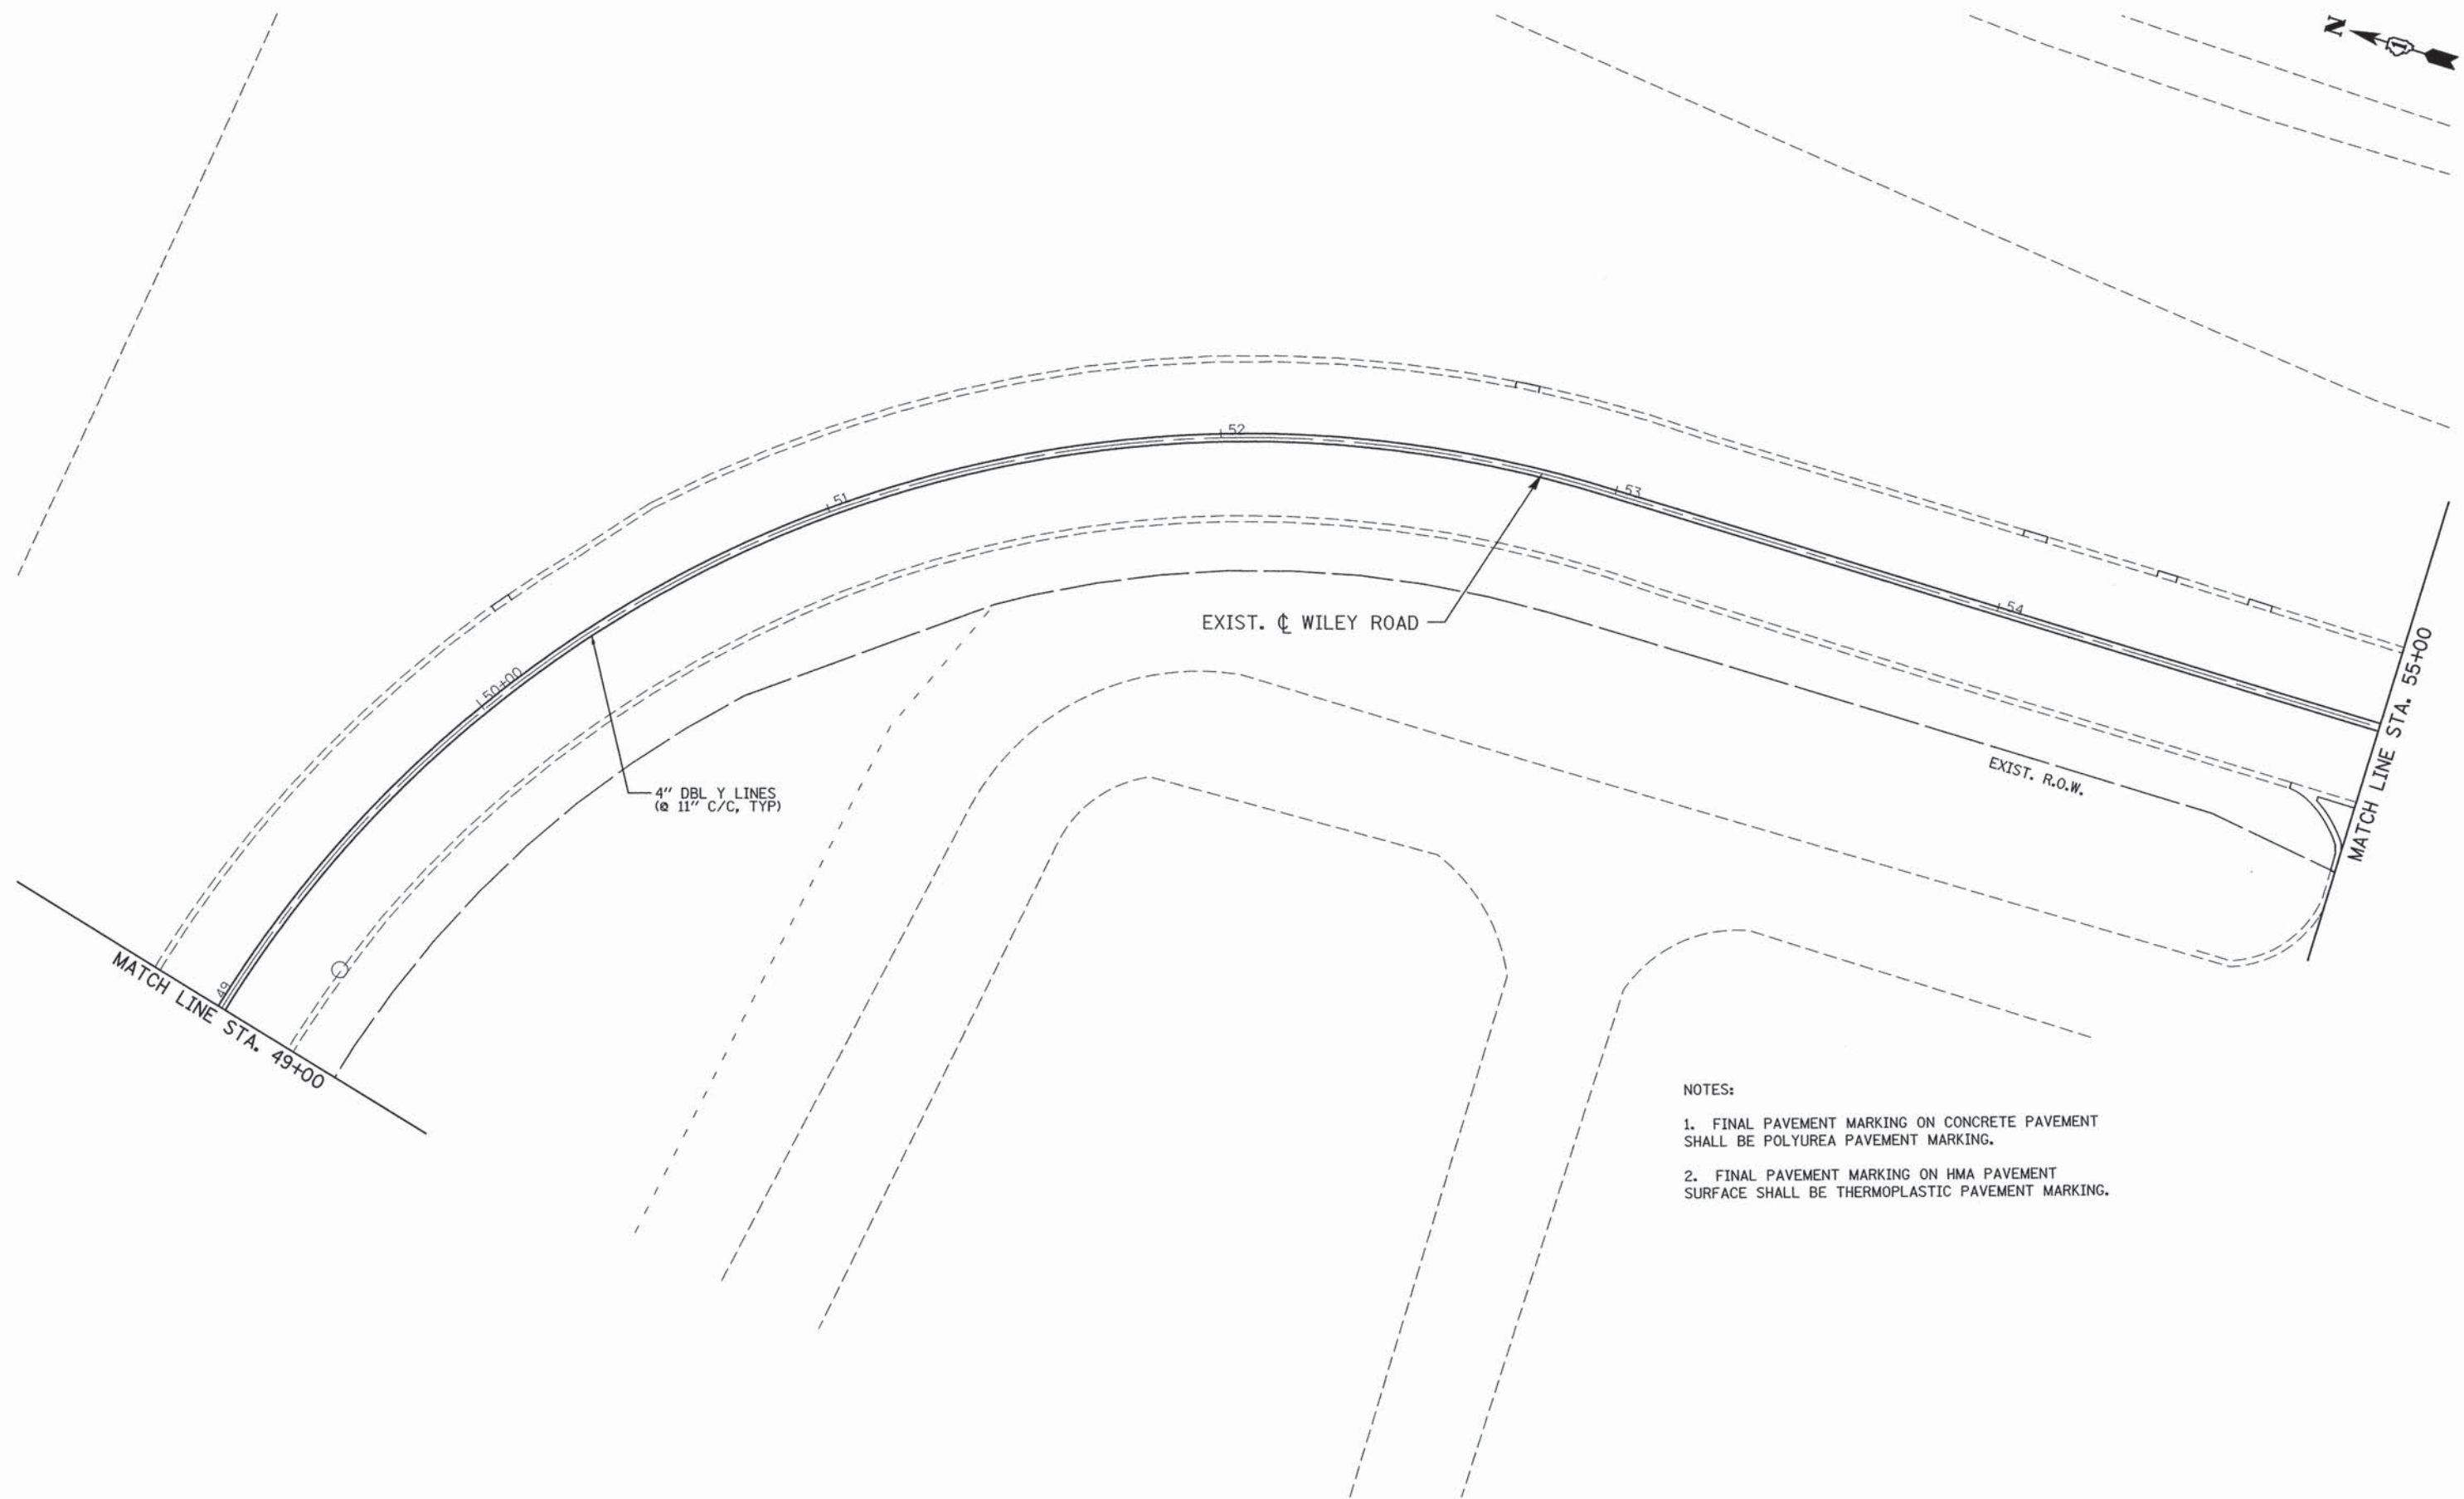 N
1
52
51
53
50+00
54
EXIST. ℄ WILEY ROAD
4" DBL Y LINES
(@ 11" C/C, TYP)
EXIST. R.O.W.
MATCH LINE STA. 55+00
49
MATCH LINE STA. 49+00
NOTES:
1. FINAL PAVEMENT MARKING ON CONCRETE PAVEMENT
SHALL BE POLYUREA PAVEMENT MARKING.
2. FINAL PAVEMENT MARKING ON HMA PAVEMENT
SURFACE SHALL BE THERMOPLASTIC PAVEMENT MARKING.